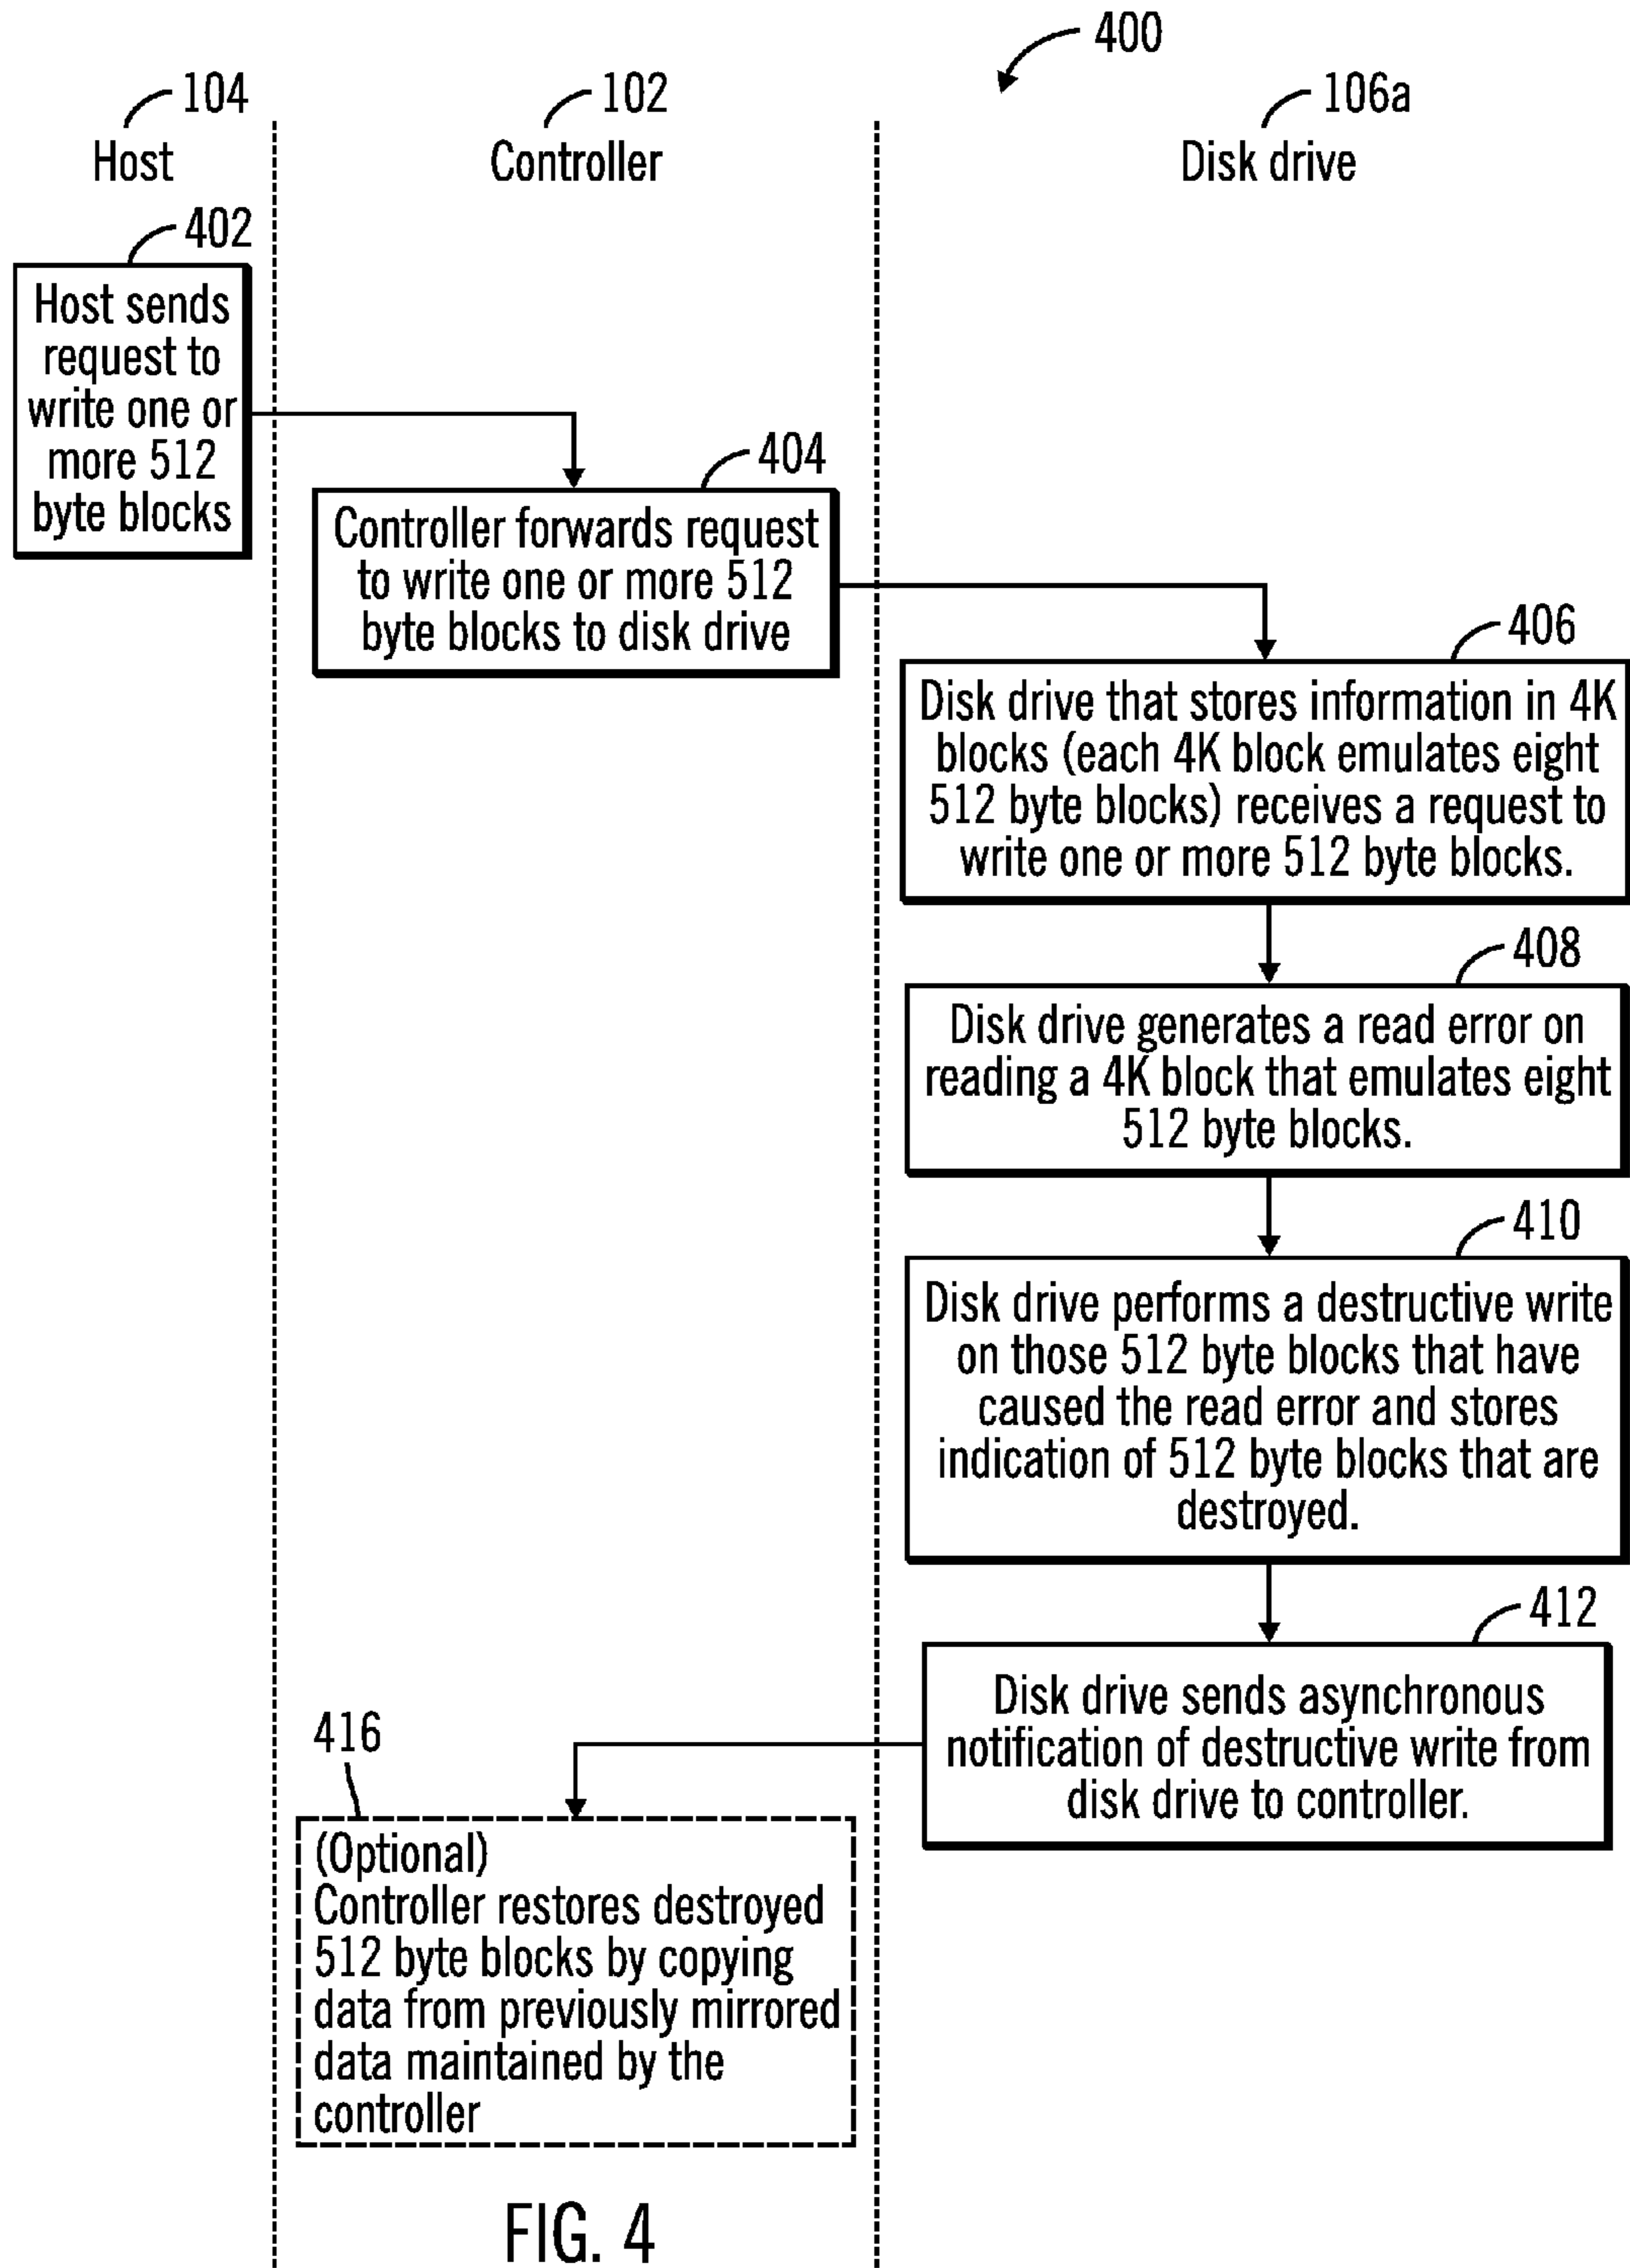 400
104
102
106a
Host
Controller
Disk drive
402
Host sends
request to
write one or
more 512
byte blocks
404
Controller forwards request
to write one or more 512
byte blocks to disk drive
406
Disk drive that stores information in 4K
blocks (each 4K block emulates eight
512 byte blocks) receives a request to
write one or more 512 byte blocks.
408
Disk drive generates a read error on
reading a 4K block that emulates eight
512 byte blocks.
410
Disk drive performs a destructive write
on those 512 byte blocks that have
caused the read error and stores
indication of 512 byte blocks that are
destroyed.
412
Disk drive sends asynchronous
notification of destructive write from
disk drive to controller.
416
(Optional)
Controller restores destroyed
512 byte blocks by copying
data from previously mirrored
data maintained by the
controller
FIG. 4